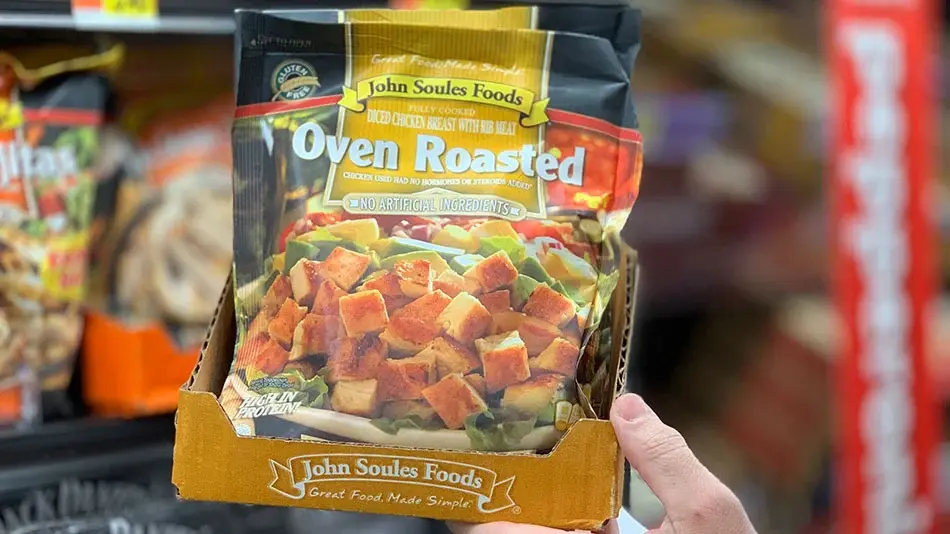 Great Food, Made Simple
GLUTEN
FREE
John Soules Foods
FULLY COOKED
DICED CHICKEN BREAST WITH RIB MEAT
Oven Roasted
CHICKEN USED HAD NO HORMONES OR STEROIDS ADDED*
NO ARTIFICIAL INGREDIENTS
HIGH IN
PROTEIN!
John Soules Foods
Great Food, Made Simple.®
jitas